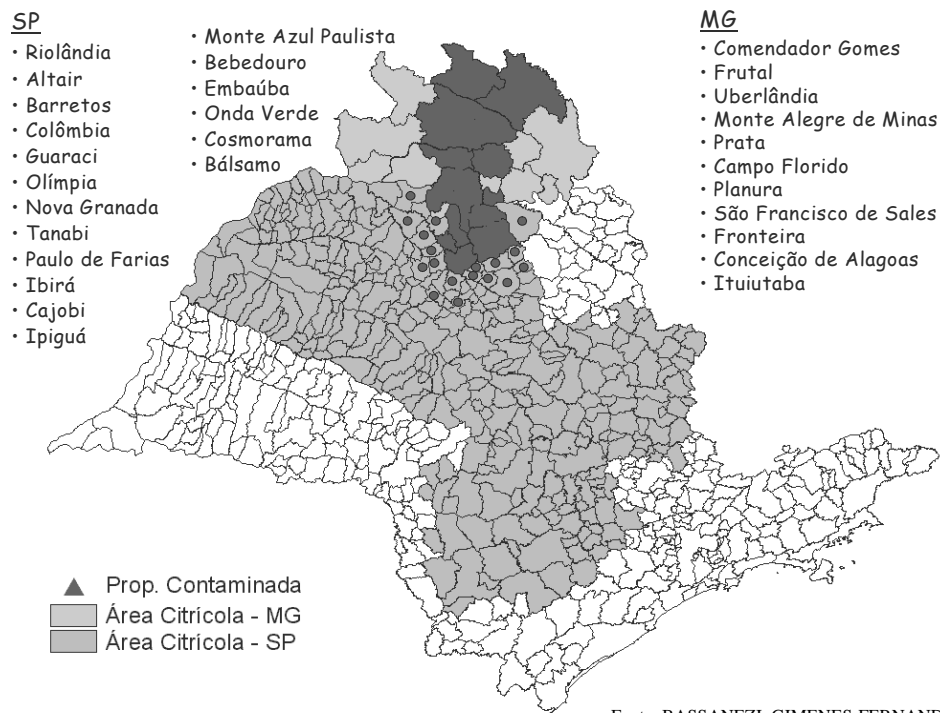 SP
• Riolândia
• Altair
• Barretos
• Colômbia
• Guaraci
• Olímpia
• Nova Granada
• Tanabi
• Paulo de Farias
• Ibirá
• Cajobi
• Ipiguá
• Monte Azul Paulista
• Bebedouro
• Embaúba
• Onda Verde
• Cosmorama
• Bálsamo
MG
• Comendador Gomes
• Frutal
• Uberlândia
• Monte Alegre de Minas
• Prata
• Campo Florido
• Planura
• São Francisco de Sales
• Fronteira
• Conceição de Alagoas
• Ituiutaba
Prop. Contaminada
Área Citrícola - MG
Área Citrícola - SP